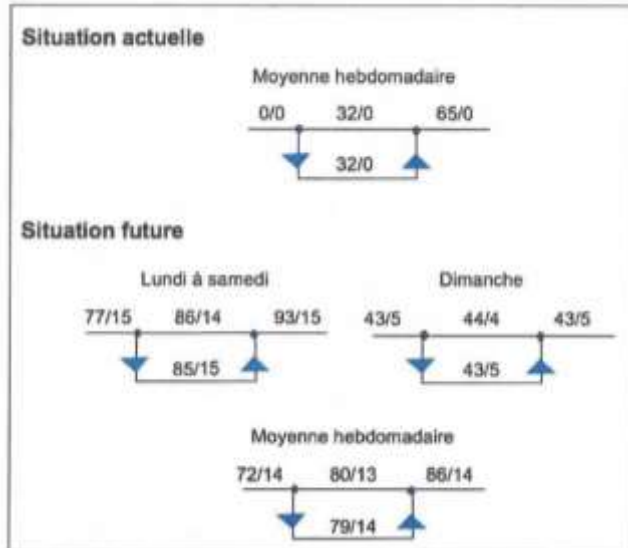 Situation actuelle
Moyenne hebdomadaire
0/0 32/0 65/0
32/0
Situation future
Lundi à samedi Dimanche
77/15 86/14 93/15 43/5 44/4 43/5
85/15 43/5
Moyenne hebdomadaire
72/14 80/13 86/14
79/14